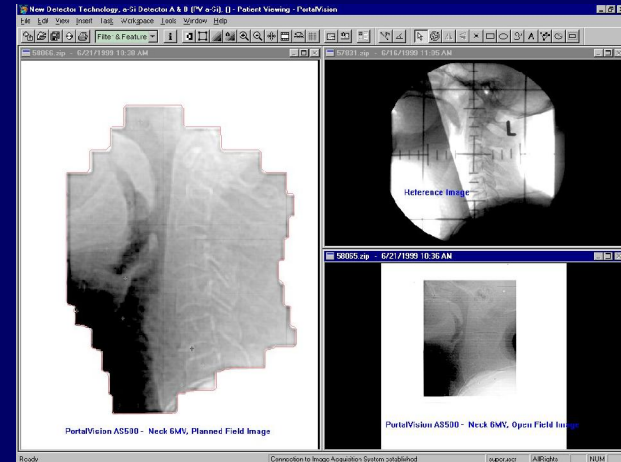 New Detector Technology, a-Si Detector A & B (PV a-Si), () - Patient Viewing - PortalVision
File Edit View Insert Task Workspace Tools Window Help
Filter & Feature
58066.zip - 6/21/1999 10:38 AM
PortalVision AS500 - Neck 6MV, Planned Field Image
57831.zip - 6/16/1999 11:05 AM
L
Reference Image
58065.zip - 6/21/1999 10:36 AM
PortalVision AS500 - Neck 6MV, Open Field Image
Ready
Connection to Image Acquisition System established
superuser
AllRights
NUM